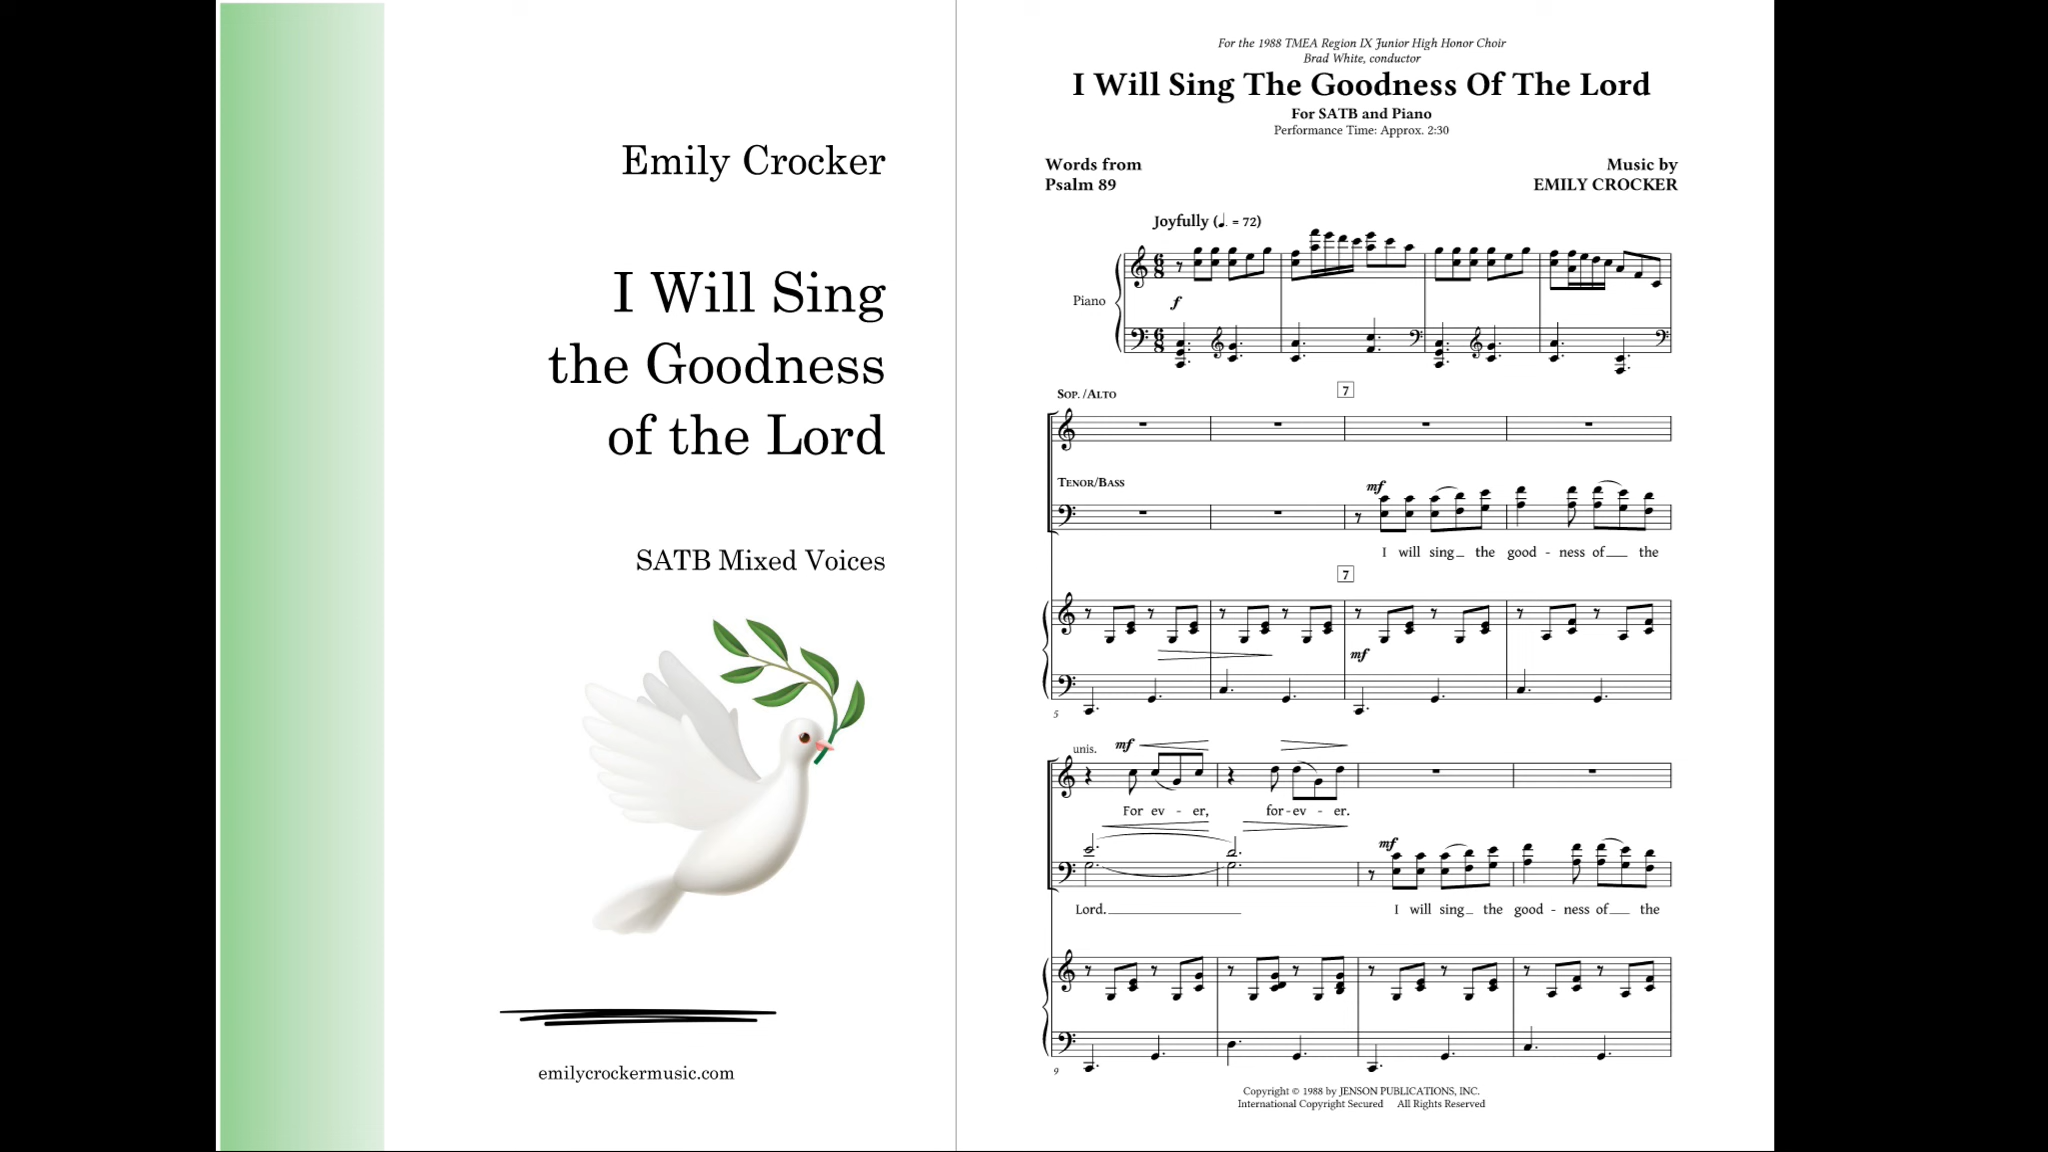 Emily Crocker
I Will Sing
the Goodness
of the Lord
SATB Mixed Voices
emilycrockermusic.com
For the 1988 TMEA Region IX Junior High Honor Choir
Brad White, conductor
I Will Sing The Goodness Of The Lord
For SATB and Piano
Performance Time: Approx. 2:30
Words from
Psalm 89
Music by
EMILY CROCKER
Joyfully (♩. = 72)
Piano
f
7
SOP. /ALTO
TENOR/BASS
mf
I will sing_ the good - ness of__ the
7
mf
5
unis. mf
For ev - er, for - ev - er.
mf
Lord.______ I will sing_ the good - ness of__ the
9
Copyright © 1988 by JENSON PUBLICATIONS, INC.
International Copyright Secured All Rights Reserved